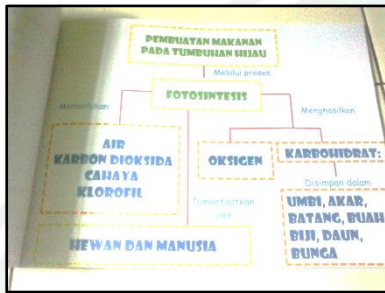 PEMBUATAN MAKANAN
PADA TUMBUHAN HIJAU
Melalui proses
FOTOSINTESIS
Memerlukan
Menghasilkan
AIR
KARBON DIOKSIDA
CAHAYA
KLOROFIL
OKSIGEN
KARBOHIDRAT:
Dimanfaatkan
oleh
Disimpan dalam
UMBI, AKAR,
BATANG, BUAH
BIJI, DAUN,
BUNGA
HEWAN DAN MANUSIA